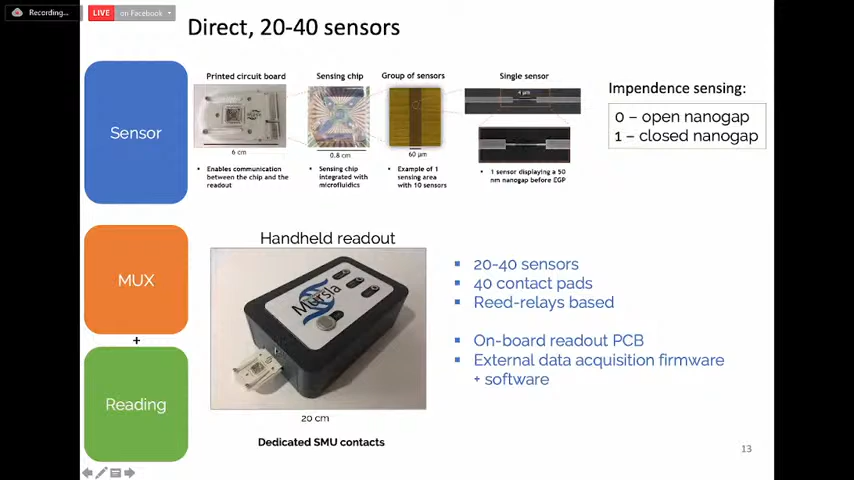 Recording...
LIVE on Facebook
Direct, 20-40 sensors
Sensor
Printed circuit board
6 cm
Enables communication
between the chip and the
readout
Sensing chip
0.8 cm
Sensing chip
integrated with
microfluidics
Group of sensors
60 μm
Example of 1
sensing area
with 10 sensors
Single sensor
4 μm
1 sensor displaying a 50
nm nanogap before EGP
Impendence sensing:
0 – open nanogap
1 – closed nanogap
MUX
+
Reading
Handheld readout
Mursla
20 cm
Dedicated SMU contacts
20-40 sensors
40 contact pads
Reed-relays based
On-board readout PCB
External data acquisition firmware
+ software
13